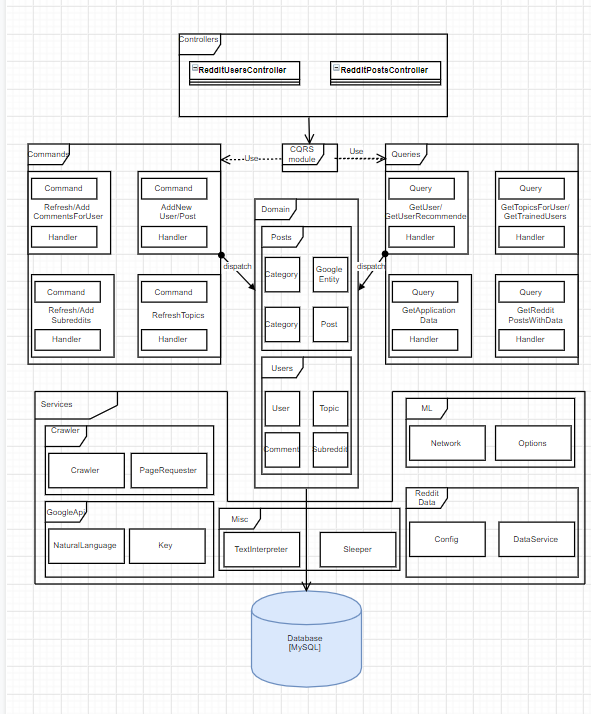 Controllers
RedditUsersController
RedditPostsController
CQRS
module
Use
Use
Commands
Command
Refresh/Add
CommentsForUser
Handler
Command
AddNew
User/Post
Handler
Command
Refresh/Add
Subreddits
Handler
Command
RefreshTopics
Handler
dispatch
Domain
Posts
Category
Google
Entity
Category
Post
Users
User
Topic
Comment
Subreddit
dispatch
Queries
Query
GetUser/
GetUserRecommende
Handler
Query
GetTopicsForUser/
GetTrainedUsers
Handler
Query
GetApplication
Data
Handler
Query
GetReddit
PostsWithData
Handler
Services
Crawler
Crawler
PageRequester
GoogleApi
NaturalLanguage
Key
Misc
TextInterpreter
Sleeper
ML
Network
Options
Reddit
Data
Config
DataService
Database
[MySQL]